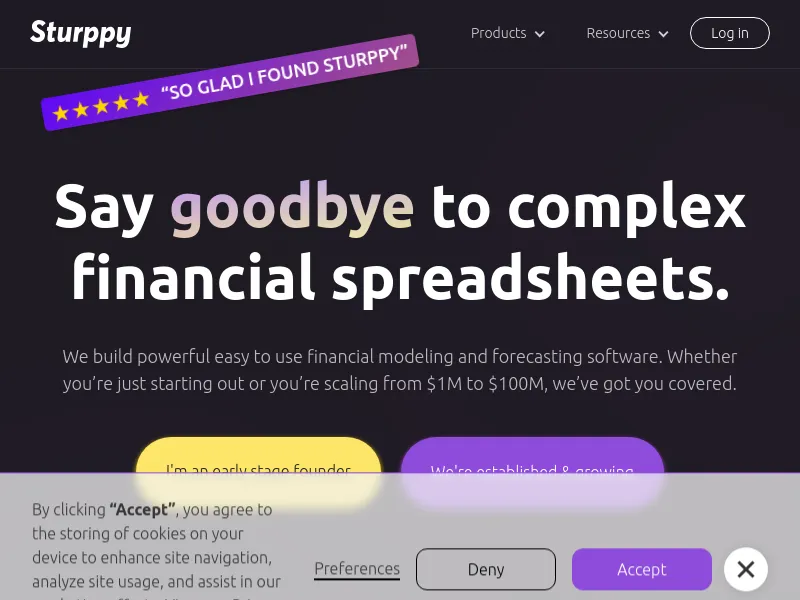 Sturppy
Products
Resources
Log in
“SO GLAD I FOUND STURPPY”
Say goodbye to complex
financial spreadsheets.
We build powerful easy to use financial modeling and forecasting software. Whether
you’re just starting out or you’re scaling from $1M to $100M, we’ve got you covered.
I'm an early stage founder
We're established & growing
By clicking “Accept”, you agree to
the storing of cookies on your
device to enhance site navigation,
analyze site usage, and assist in our
Preferences
Deny
Accept